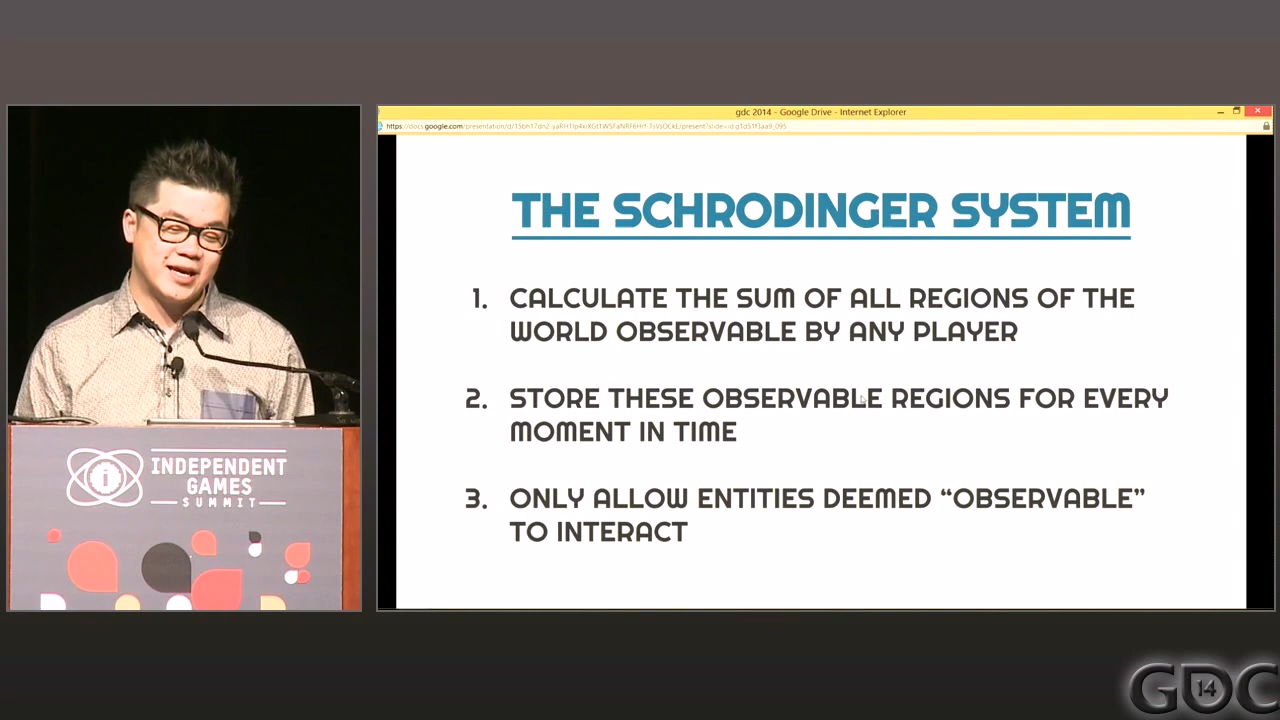 gdc 2014 - Google Drive - Internet Explorer
THE SCHRODINGER SYSTEM
1. CALCULATE THE SUM OF ALL REGIONS OF THE
WORLD OBSERVABLE BY ANY PLAYER
2. STORE THESE OBSERVABLE REGIONS FOR EVERY
MOMENT IN TIME
3. ONLY ALLOW ENTITIES DEEMED “OBSERVABLE”
TO INTERACT
INDEPENDENT
GAMES
SUMMIT
GDC
14